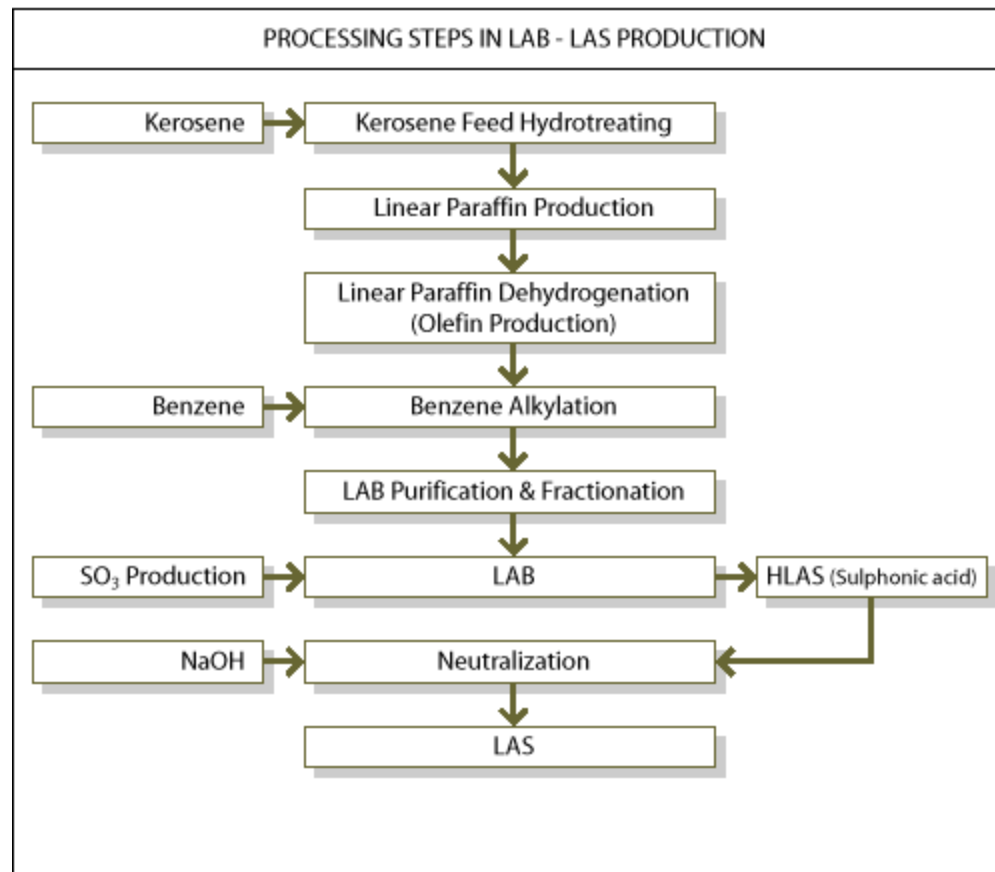 PROCESSING STEPS IN LAB - LAS PRODUCTION
Kerosene
Kerosene Feed Hydrotreating
Linear Paraffin Production
Linear Paraffin Dehydrogenation
(Olefin Production)
Benzene
Benzene Alkylation
LAB Purification & Fractionation
SO₃ Production
LAB
HLAS (Sulphonic acid)
NaOH
Neutralization
LAS